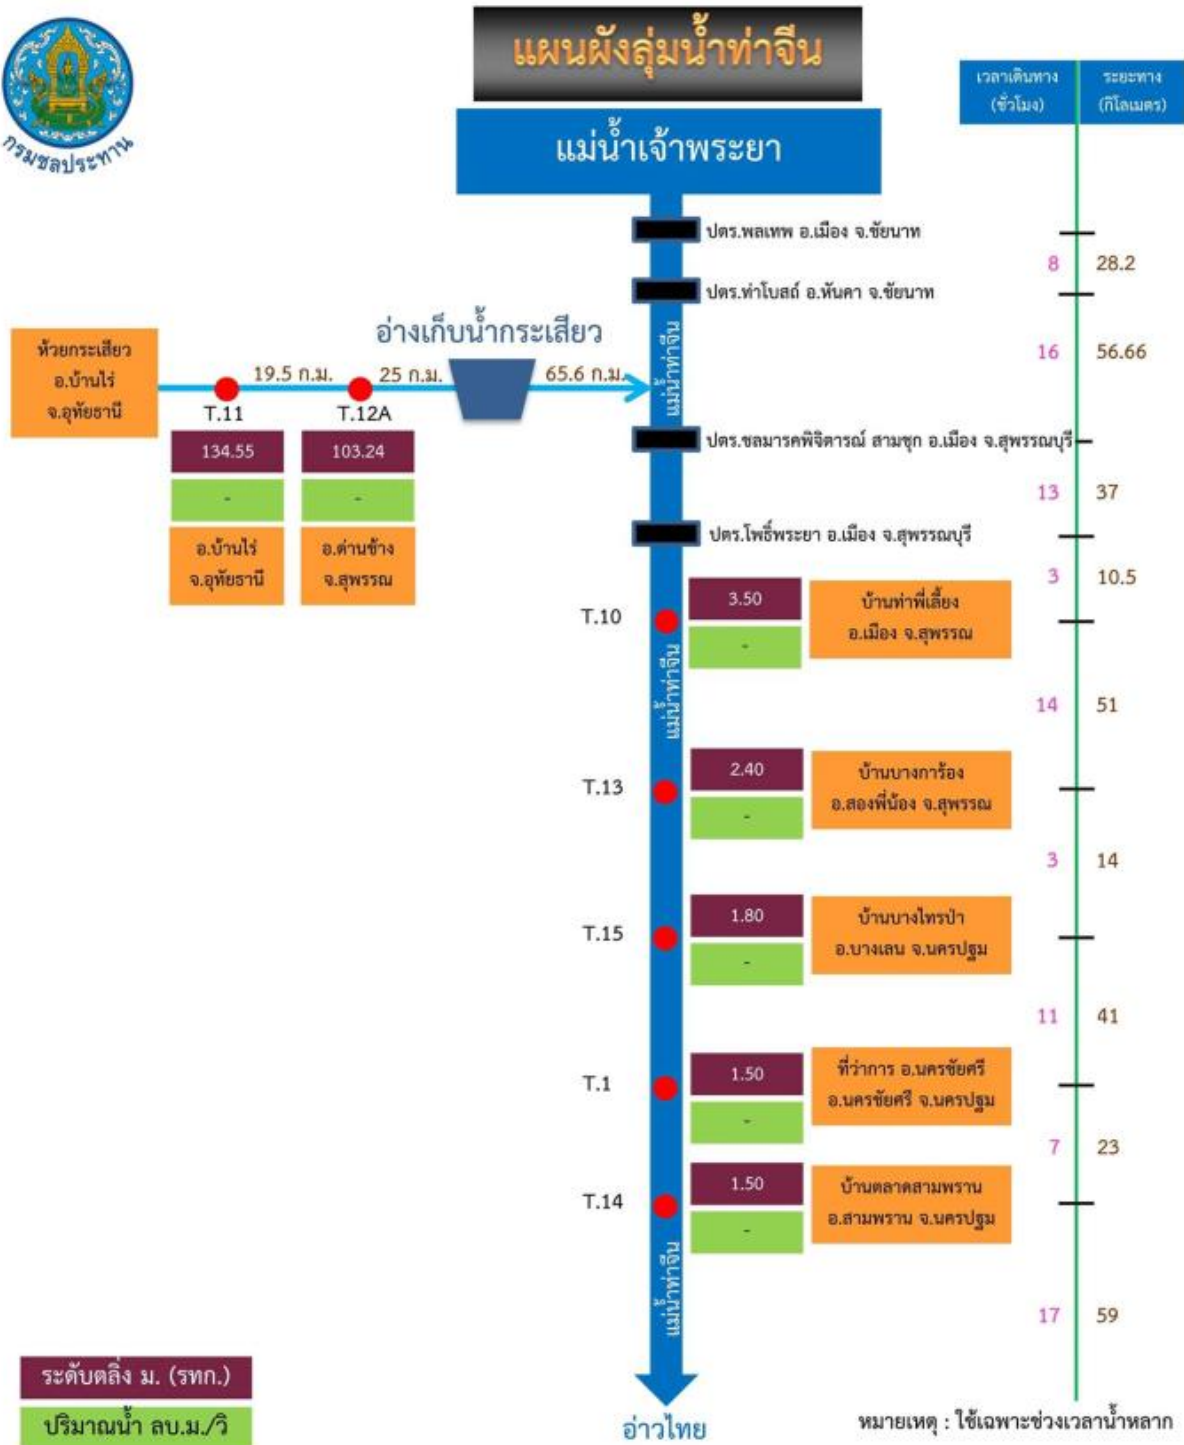 แผนผังลุ่มน้ำท่าจีน
กรมชลประทาน
แม่น้ำเจ้าพระยา
เวลาเดินทาง
(ชั่วโมง)
ระยะทาง
(กิโลเมตร)
ปตร.พลเทพ อ.เมือง จ.ชัยนาท
8
28.2
ปตร.ท่าโบสถ์ อ.หันคา จ.ชัยนาท
แม่น้ำท่าจีน
16
56.66
อ่างเก็บน้ำกระเสียว
ห้วยกระเสียว
อ.บ้านไร่
จ.อุทัยธานี
19.5 ก.ม.
25 ก.ม.
65.6 ก.ม.
T.11
T.12A
134.55
103.24
-
-
อ.บ้านไร่
จ.อุทัยธานี
อ.ด่านช้าง
จ.สุพรรณ
ปตร.ชลมารคพิจิตารณ์ สามชุก อ.เมือง จ.สุพรรณบุรี
13
37
ปตร.โพธิ์พระยา อ.เมือง จ.สุพรรณบุรี
3
10.5
T.10
3.50
-
บ้านท่าพี่เลี้ยง
อ.เมือง จ.สุพรรณ
แม่น้ำท่าจีน
14
51
T.13
2.40
-
บ้านบางการ้อง
อ.สองพี่น้อง จ.สุพรรณ
3
14
T.15
1.80
-
บ้านบางไทรป่า
อ.บางเลน จ.นครปฐม
11
41
T.1
1.50
-
ที่ว่าการ อ.นครชัยศรี
อ.นครชัยศรี จ.นครปฐม
7
23
T.14
1.50
-
บ้านตลาดสามพราน
อ.สามพราน จ.นครปฐม
แม่น้ำท่าจีน
17
59
ระดับตลิ่ง ม. (รทก.)
ปริมาณน้ำ ลบ.ม./วิ
อ่าวไทย
หมายเหตุ : ใช้เฉพาะช่วงเวลาน้ำหลาก